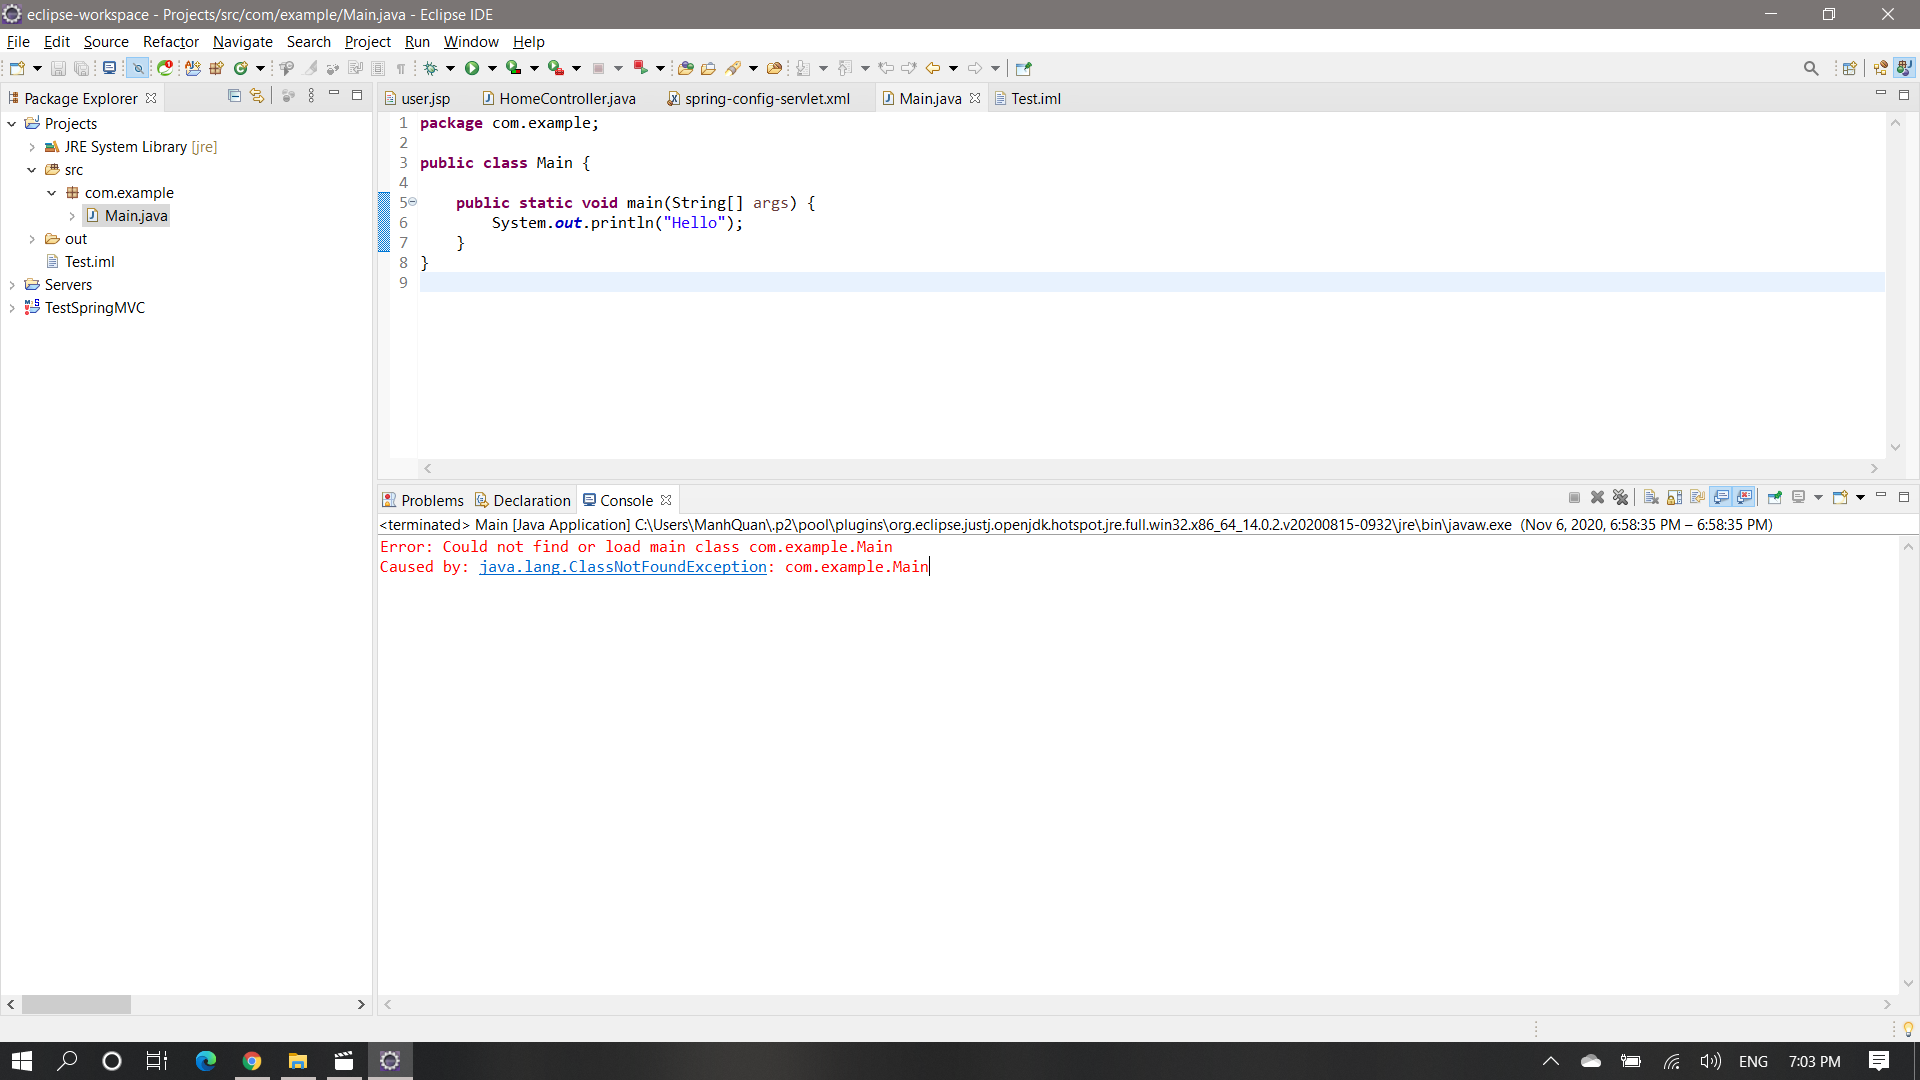 eclipse-workspace - Projects/src/com/example/Main.java - Eclipse IDE
File Edit Source Refactor Navigate Search Project Run Window Help
Package Explorer
Projects
JRE System Library [jre]
src
com.example
Main.java
out
Test.iml
Servers
TestSpringMVC
user.jsp HomeController.java spring-config-servlet.xml Main.java Test.iml
1 package com.example;
2
3 public class Main {
4
5 public static void main(String[] args) {
6 System.out.println("Hello");
7 }
8 }
9
Problems Declaration Console
<terminated> Main [Java Application] C:\Users\ManhQuan\.p2\pool\plugins\org.eclipse.justj.openjdk.hotspot.jre.full.win32.x86_64_14.0.2.v20200815-0932\jre\bin\javaw.exe (Nov 6, 2020, 6:58:35 PM – 6:58:35 PM)
Error: Could not find or load main class com.example.Main
Caused by: java.lang.ClassNotFoundException: com.example.Main
ENG 7:03 PM